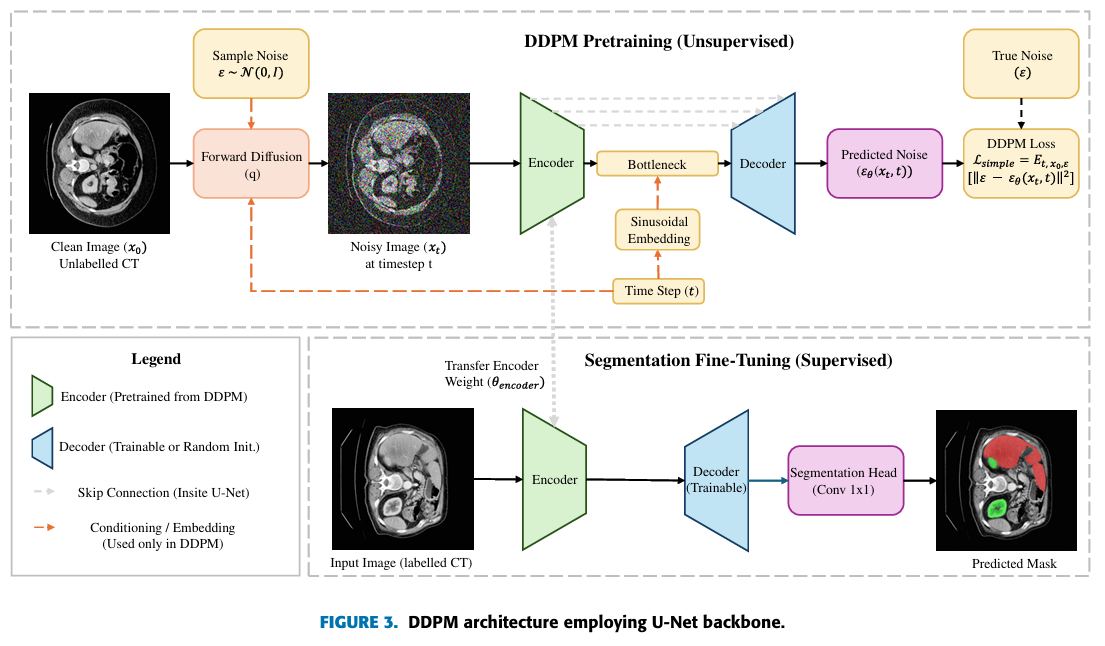 DDPM Pretraining (Unsupervised)
Sample Noise
ε ~ 𝒩(0, I)
True Noise
(ε)
Forward Diffusion
(q)
Encoder
Bottleneck
Decoder
Predicted Noise
(ε_θ(x_t, t))
DDPM Loss
ℒ_simple = E_{t, x_0, ε}
[‖ε − ε_θ(x_t, t)‖²]
Sinusoidal
Embedding
Clean Image (x_0)
Unlabelled CT
Noisy Image (x_t)
at timestep t
Time Step (t)
Legend
Encoder (Pretrained from DDPM)
Decoder (Trainable or Random Init.)
Skip Connection (Insite U-Net)
Conditioning / Embedding
(Used only in DDPM)
Transfer Encoder
Weight (θ_encoder)
Segmentation Fine-Tuning (Supervised)
Encoder
Decoder
(Trainable)
Segmentation Head
(Conv 1x1)
Input Image (labelled CT)
Predicted Mask
FIGURE 3. DDPM architecture employing U-Net backbone.